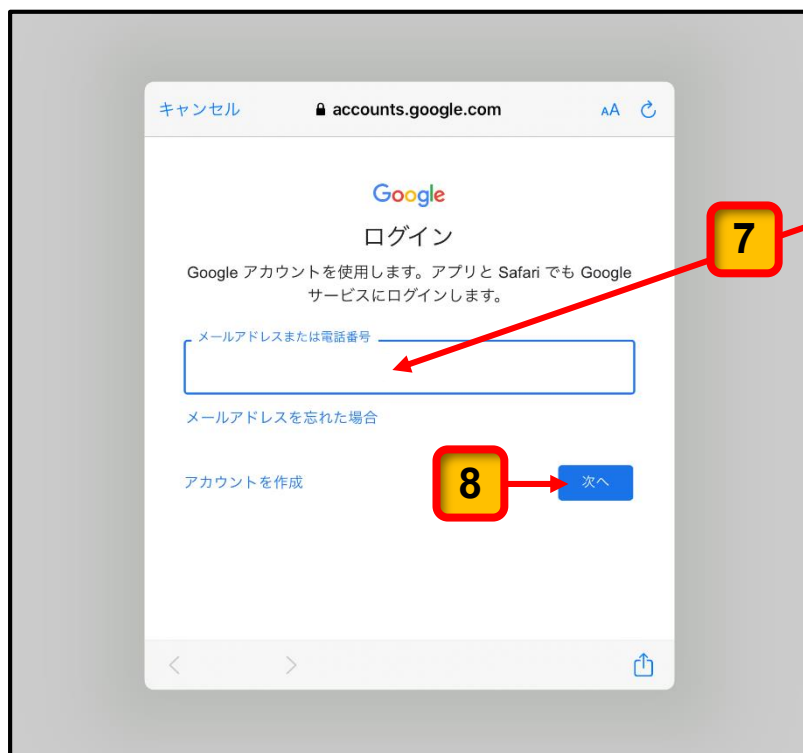 キャンセル accounts.google.com AA
Google
ログイン
7
Google アカウントを使用します。アプリと Safari でも Google
サービスにログインします。
メールアドレスまたは電話番号
メールアドレスを忘れた場合
アカウントを作成 8 次へ